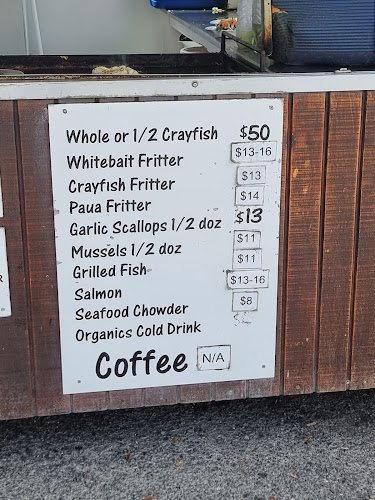 Whole or 1/2 Crayfish $50
Whitebait Fritter $13-16
Crayfish Fritter $13
Paua Fritter $14
Garlic Scallops 1/2 doz $13
Mussels 1/2 doz $11
Grilled Fish $11
Salmon $13-16
Seafood Chowder $8
Organics Cold Drink
Coffee N/A